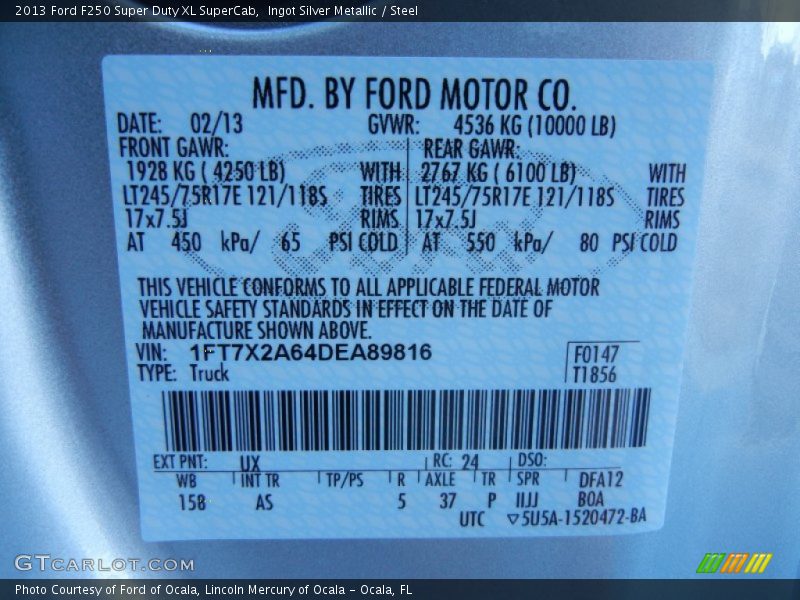 2013 Ford F250 Super Duty XL SuperCab,  Ingot Silver Metallic / Steel
MFD. BY FORD MOTOR CO.
DATE: 02/13 GVWR: 4536 KG (10000 LB)
FRONT GAWR: REAR GAWR:
1928 KG ( 4250 LB) WITH 2767 KG ( 6100 LB) WITH
LT245/75R17E 121/118S TIRES LT245/75R17E 121/118S TIRES
17x7.5J RIMS 17x7.5J RIMS
AT 450 kPa/ 65 PSI COLD AT 550 kPa/ 80 PSI COLD
THIS VEHICLE CONFORMS TO ALL APPLICABLE FEDERAL MOTOR
VEHICLE SAFETY STANDARDS IN EFFECT ON THE DATE OF
MANUFACTURE SHOWN ABOVE.
VIN: 1FT7X2A64DEA89816 F0147
TYPE: Truck T1856
EXT PNT: UX RC: 24 DSO:
WB INT TR TP/PS R AXLE TR SPR DFA12
158 AS 5 37 P IIJJ BOA
UTC ▽5U5A-1520472-BA
GTCARLOT.COM
Photo Courtesy of Ford of Ocala, Lincoln Mercury of Ocala - Ocala, FL